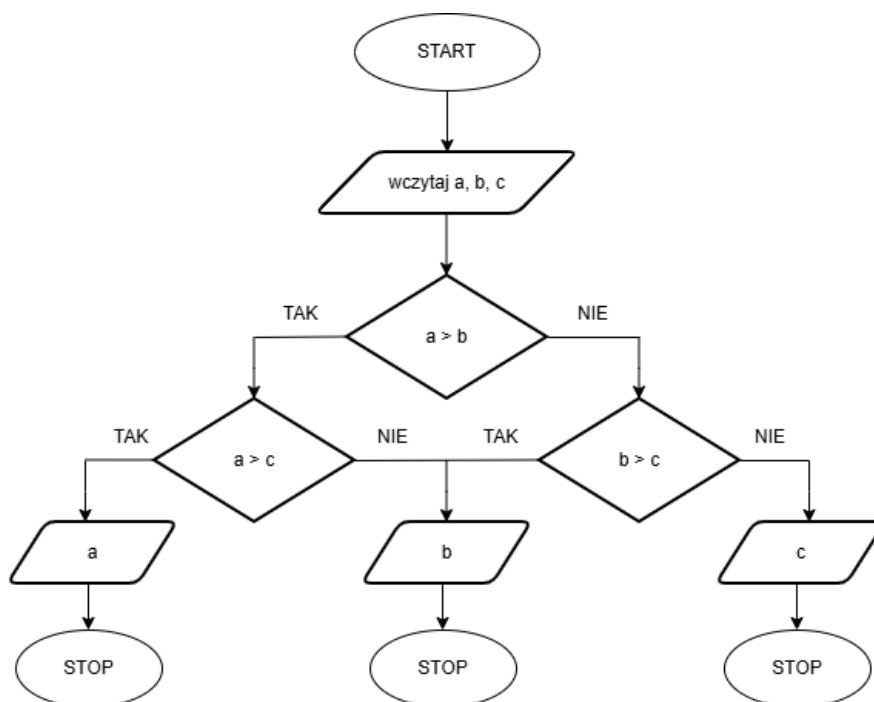 START
wczytaj a, b, c
TAK
NIE
a > b
TAK
NIE
TAK
NIE
a > c
b > c
a
b
c
STOP
STOP
STOP